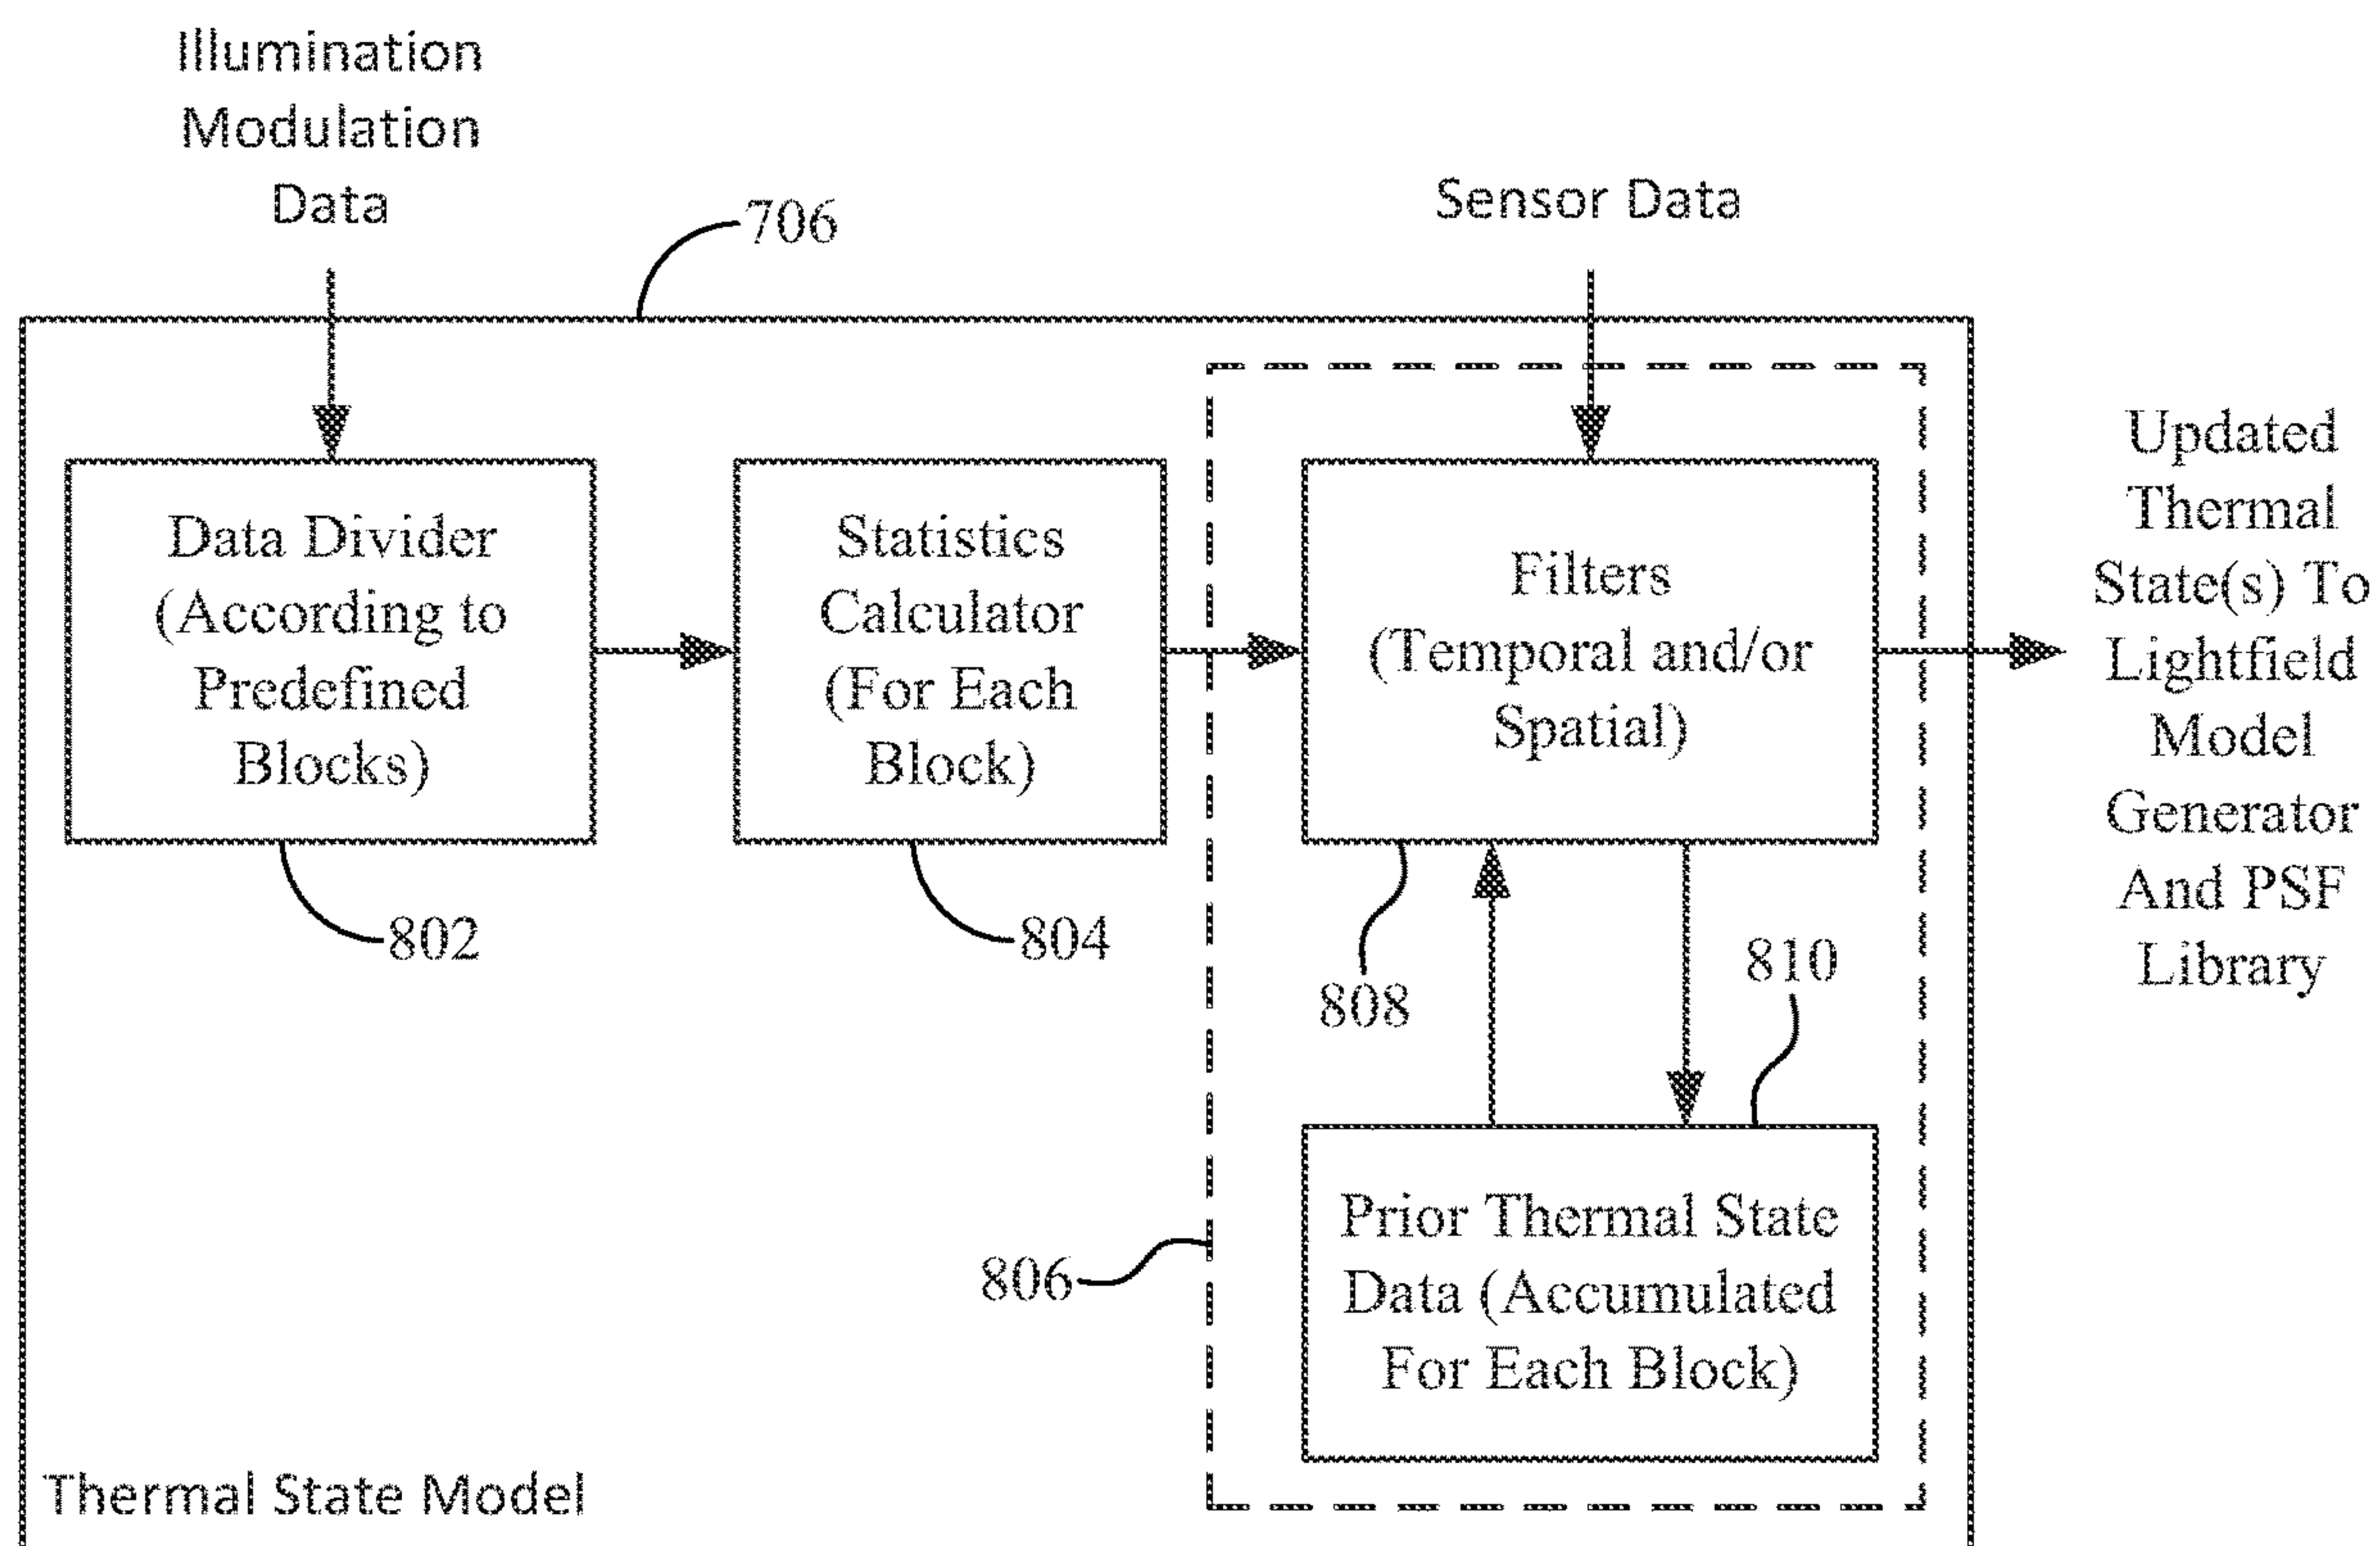 Illumination
Modulation
Data
706
Sensor Data
Data Divider
(According to
Predefined
Blocks)
802
Statistics
Calculator
(For Each
Block)
804
Filters
(Temporal and/or
Spatial)
808
810
806
Prior Thermal State
Data (Accumulated
For Each Block)
Updated
Thermal
State(s) To
Lightfield
Model
Generator
And PSF
Library
Thermal State Model